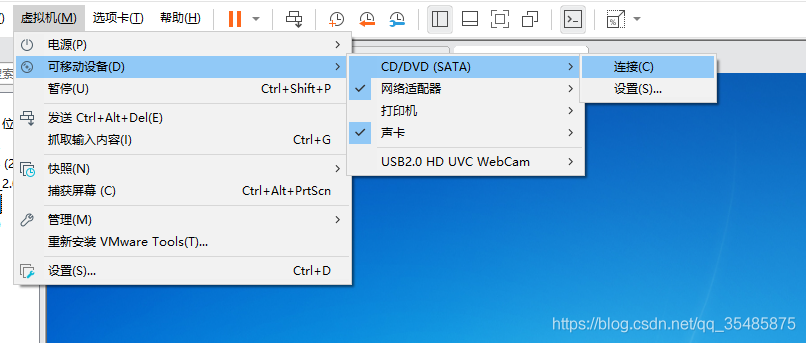 虚拟机(M) 选项卡(T) 帮助(H)
电源(P)
可移动设备(D)
暂停(U) Ctrl+Shift+P
发送 Ctrl+Alt+Del(E)
抓取输入内容(I) Ctrl+G
快照(N)
捕获屏幕 (C) Ctrl+Alt+PrtScn
管理(M)
重新安装 VMware Tools(T)...
设置(S)... Ctrl+D
CD/DVD (SATA)
网络适配器
打印机
声卡
USB2.0 HD UVC WebCam
连接(C)
设置(S)...
位
(2
2.
https://blog.csdn.net/qq_35485875